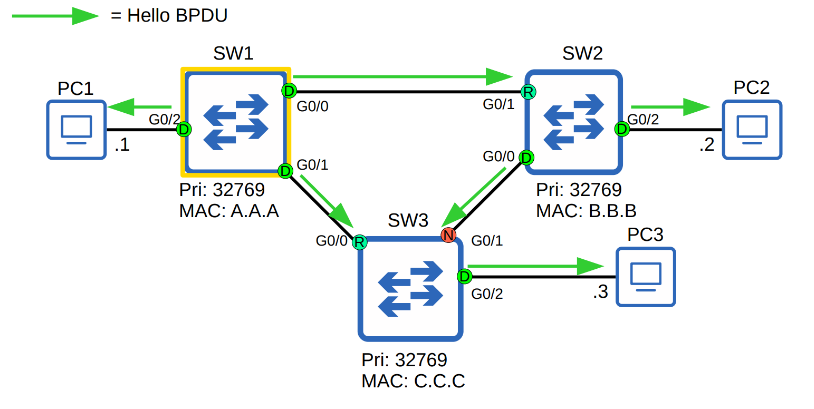 = Hello BPDU
SW1
SW2
PC1
PC2
G0/2
D
D
G0/0
G0/1
R
D
G0/2
.1
.2
D
G0/1
G0/0
D
Pri: 32769
MAC: A.A.A
Pri: 32769
MAC: B.B.B
SW3
G0/0
R
N
G0/1
PC3
D
G0/2
.3
Pri: 32769
MAC: C.C.C